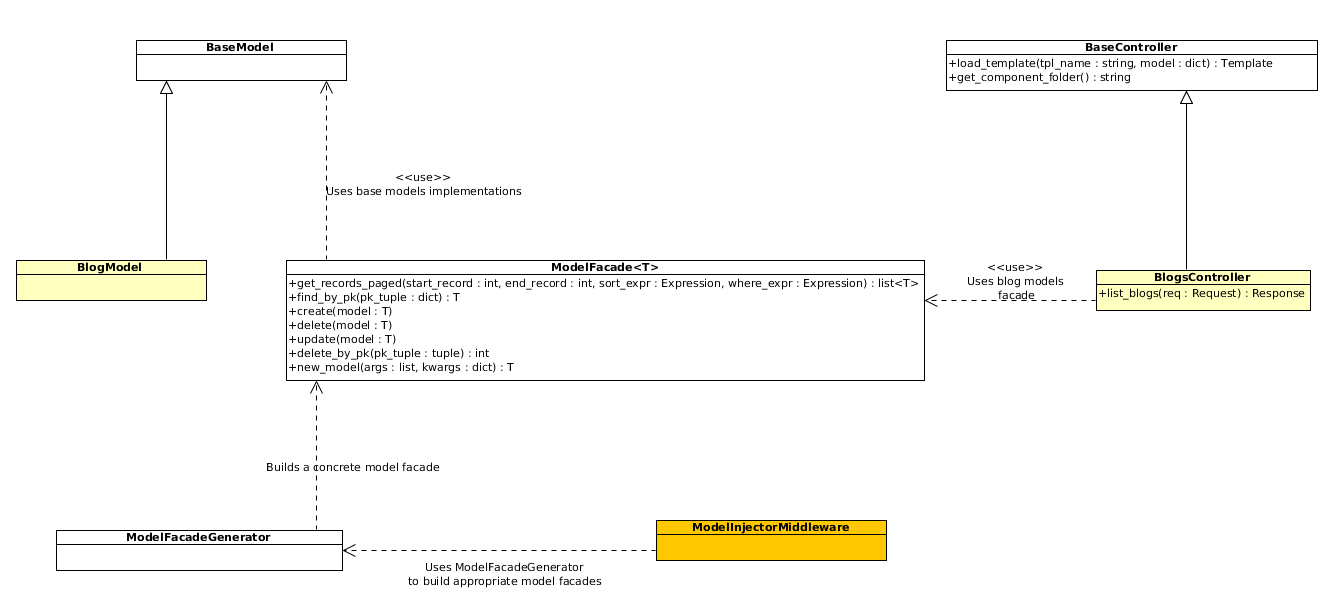 BaseModel
BaseController
+load_template(tpl_name : string, model : dict) : Template
+get_component_folder() : string
<<use>>
Uses base models implementations
BlogModel
ModelFacade<T>
+get_records_paged(start_record : int, end_record : int, sort_expr : Expression, where_expr : Expression) : list<T>
+find_by_pk(pk_tuple : dict) : T
+create(model : T)
+delete(model : T)
+update(model : T)
+delete_by_pk(pk_tuple : tuple) : int
+new_model(args : list, kwargs : dict) : T
<<use>>
Uses blog models
facade
BlogsController
+list_blogs(req : Request) : Response
Builds a concrete model facade
ModelFacadeGenerator
ModelInjectorMiddleware
Uses ModelFacadeGenerator
to build appropriate model facades